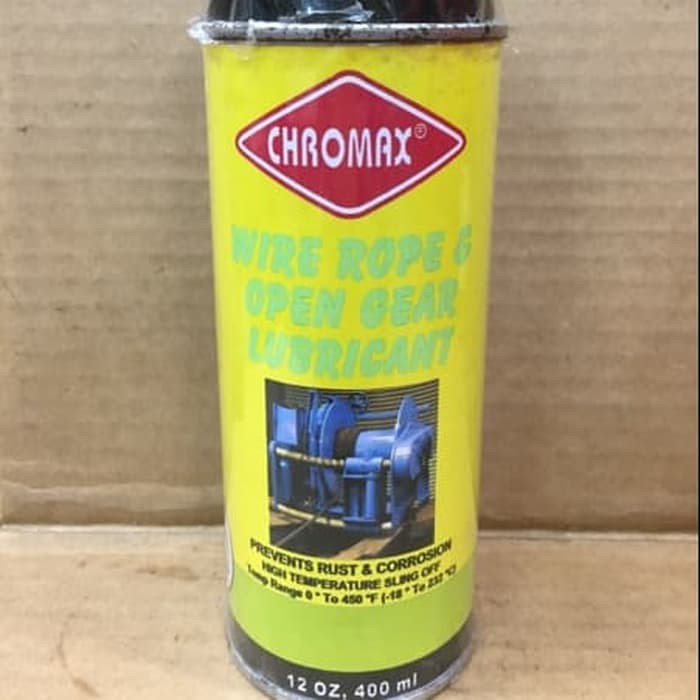 CHROMAX®
WIRE ROPE &
OPEN GEAR
LUBRICANT
PREVENTS RUST & CORROSION
HIGH TEMPERATURE SLING OFF
Temp Range 0 ° To 450 °F (-18 ° To 232 °C)
12 OZ, 400 ml